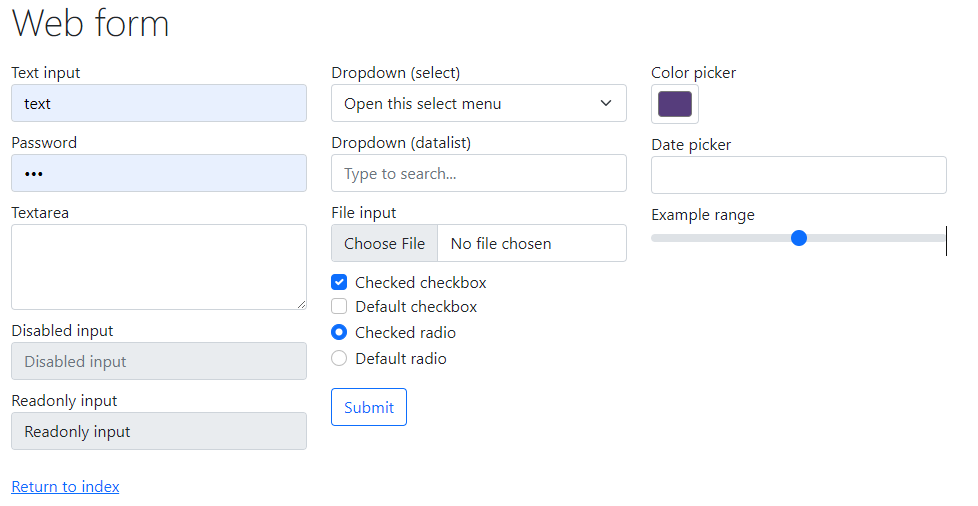 Web form
Text input
text
Password
•••
Textarea
Disabled input
Disabled input
Readonly input
Readonly input
Return to index
Dropdown (select)
Open this select menu
Dropdown (datalist)
Type to search...
File input
Choose File No file chosen
Checked checkbox
Default checkbox
Checked radio
Default radio
Submit
Color picker
Date picker
Example range